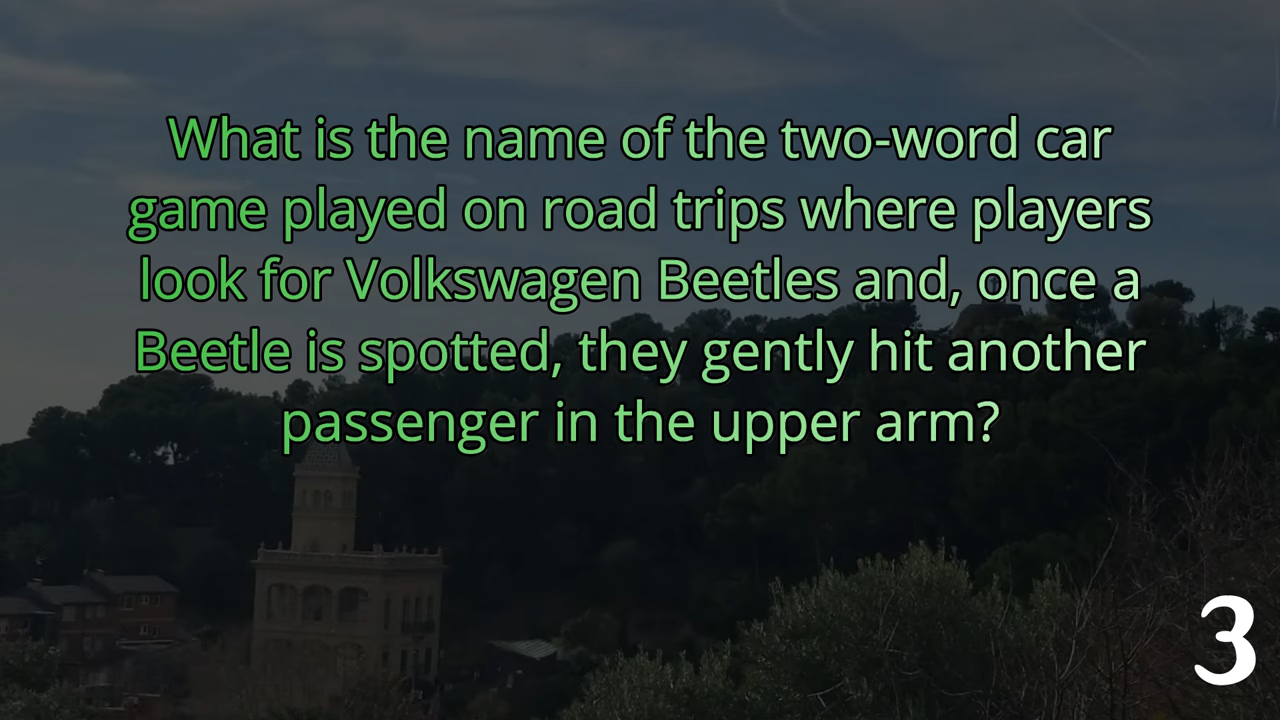 What is the name of the two-word car
game played on road trips where players
look for Volkswagen Beetles and, once a
Beetle is spotted, they gently hit another
passenger in the upper arm?
3